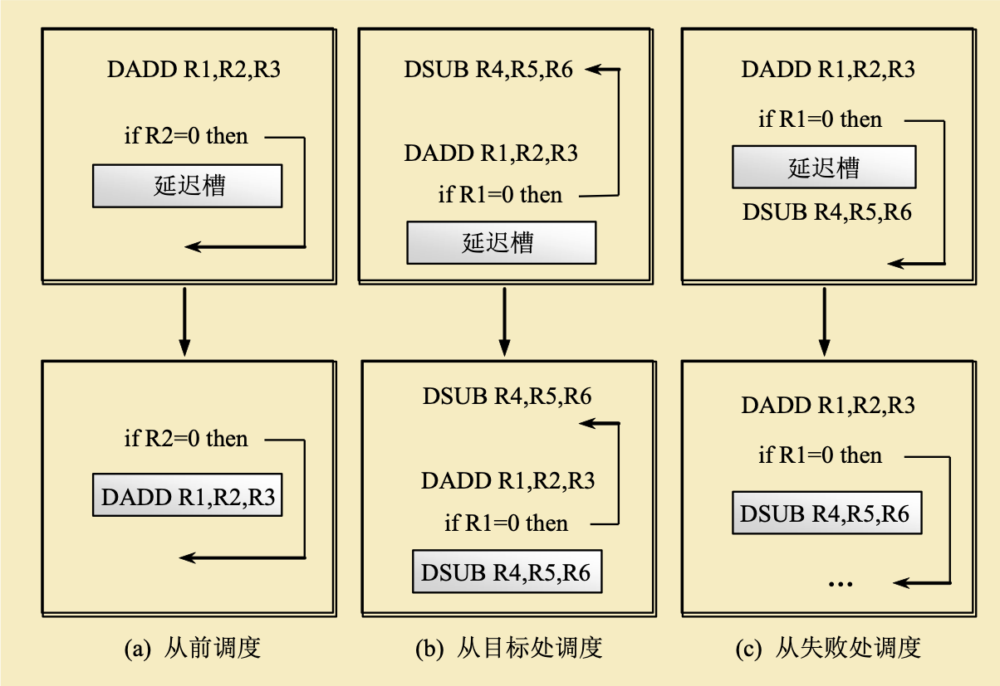 DADD R1,R2,R3
if R2=0 then
延迟槽
DSUB R4,R5,R6
DADD R1,R2,R3
if R1=0 then
延迟槽
DADD R1,R2,R3
if R1=0 then
延迟槽
DSUB R4,R5,R6
if R2=0 then
DADD R1,R2,R3
DSUB R4,R5,R6
DADD R1,R2,R3
if R1=0 then
DSUB R4,R5,R6
DADD R1,R2,R3
if R1=0 then
DSUB R4,R5,R6
...
(a) 从前调度
(b) 从目标处调度
(c) 从失败处调度